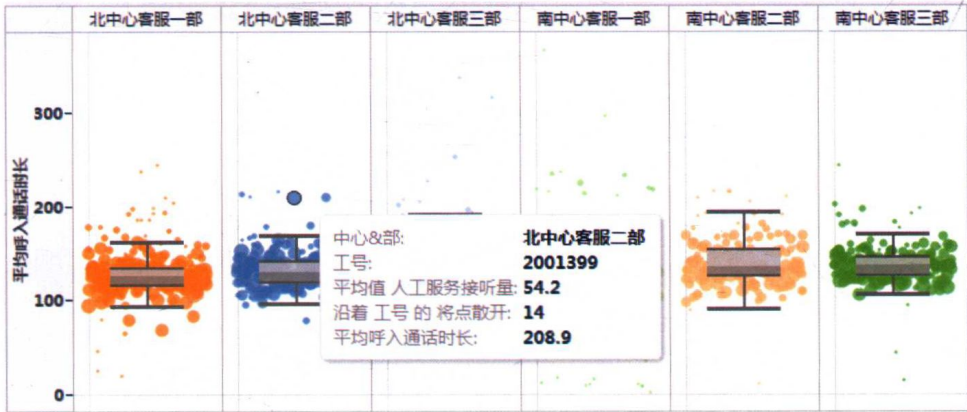 北中心客服一部 北中心客服二部 北中心客服三部 南中心客服一部 南中心客服二部 南中心客服三部
平均呼入通话时长
300
200
100
0
中心&部: 北中心客服二部
工号: 2001399
平均值 人工服务接听量: 54.2
沿着 工号 的 将点散开: 14
平均呼入通话时长: 208.9